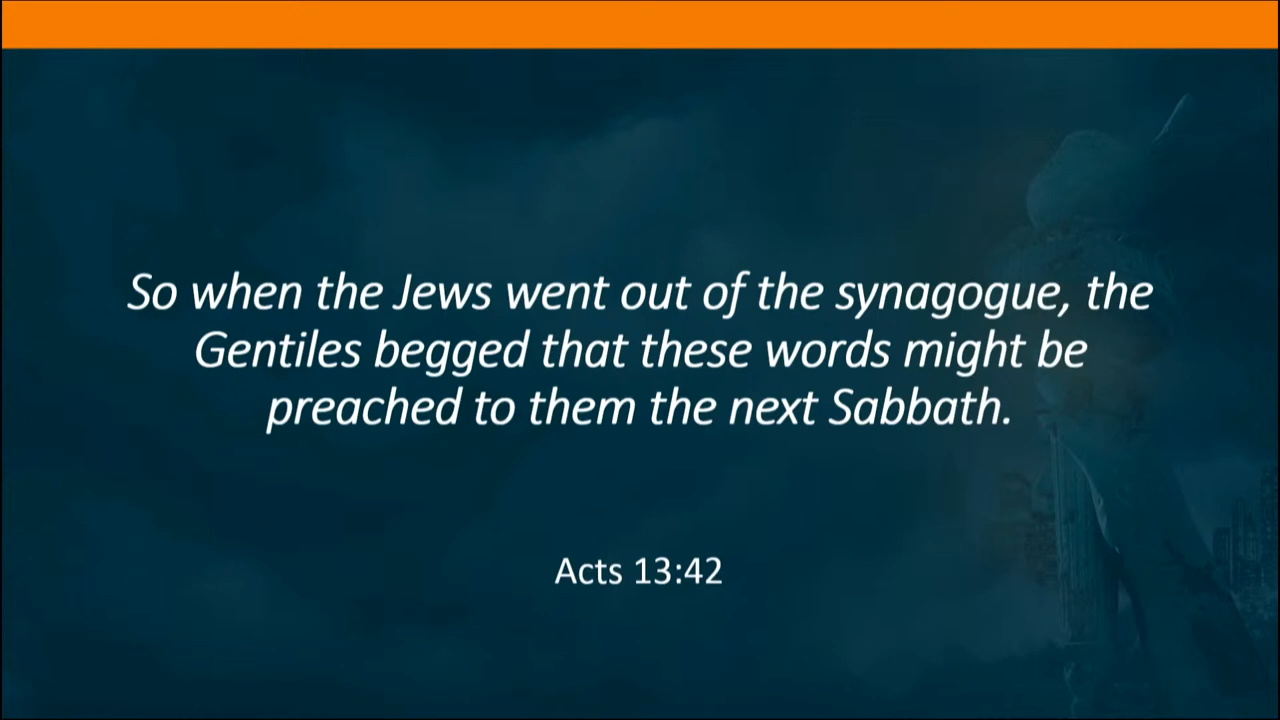 So when the Jews went out of the synagogue, the
Gentiles begged that these words might be
preached to them the next Sabbath.
Acts 13:42